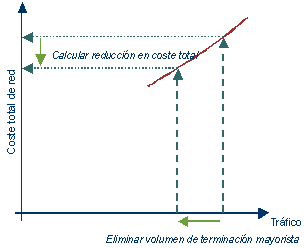 Calcular reducción en coste total
Coste total de red
Tráfico
Eliminar volumen de terminación mayorista